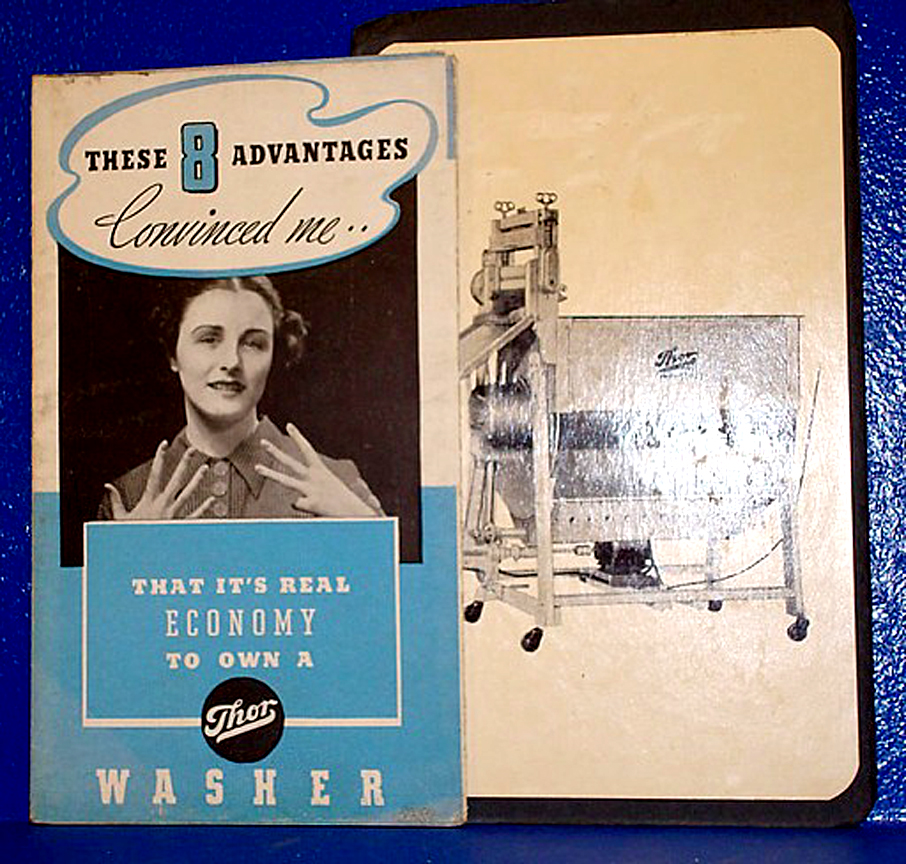 THESE 8 ADVANTAGES
Convinced me..
THAT IT'S REAL
ECONOMY
TO OWN A
Thor
WASHER
Thor